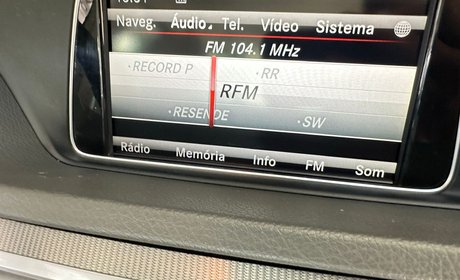 Naveg. Áudio Tel. Vídeo Sistema
FM 104.1 MHz
·RECORD P ·RR
RFM
·RESENDE ·SW
Rádio Memória Info FM Som